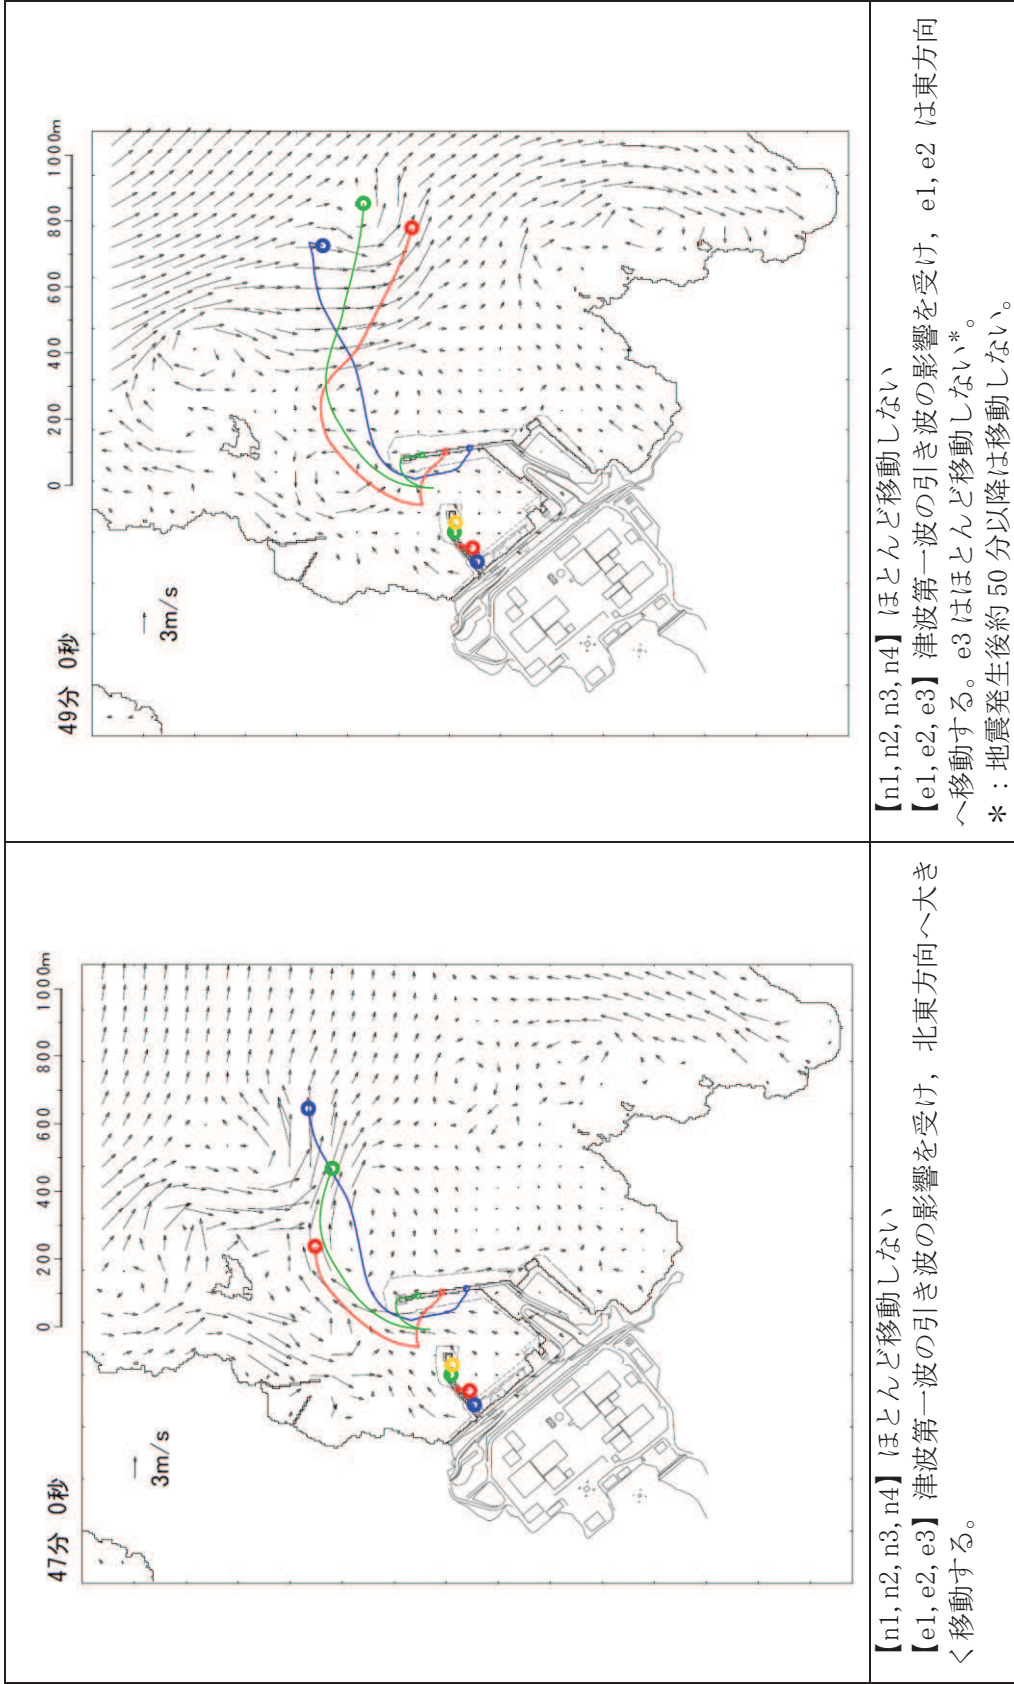 47分 0秒
0 200 400 600 800 1000m
3m/s
【n1,n2,n3,n4】ほとんど移動しない
【e1,e2,e3】津波第一波の引き波の影響を受け，北東方向へ大き
く移動する。
49分 0秒
0 200 400 600 800 1000m
3m/s
【n1,n2,n3,n4】ほとんど移動しない
【e1,e2,e3】津波第一波の引き波の影響を受け，e1,e2 は東方向
へ移動する。e3 はほとんど移動しない*。
＊：地震発生後約 50 分以降は移動しない。